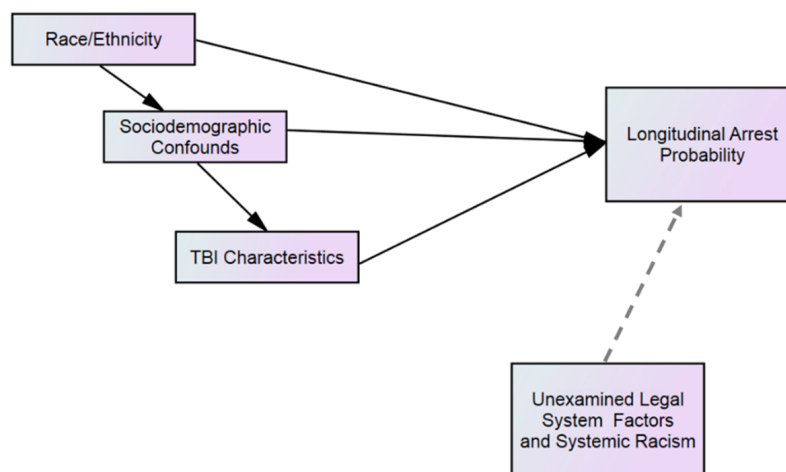 Race/Ethnicity
Sociodemographic
Confounds
TBI Characteristics
Longitudinal Arrest
Probability
Unexamined Legal
System Factors
and Systemic Racism